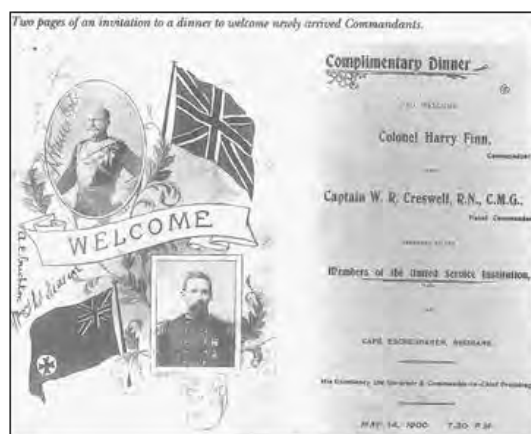 Two pages of an invitation to a dinner to welcome newly arrived Commandants.
WELCOME
Complimentary Dinner
TO WELCOME
Colonel Harry Finn,
Commandant
AND
Captain W. R. Creswell, R.N., C.M.G.,
Naval Commandant
Members of the United Service Institution,
AT
CAFE ESCHENHAGEN, BRISBANE
His Excellency the Governor & Commander-in-Chief Presiding
MAY 14, 1900 7.30 P.M.